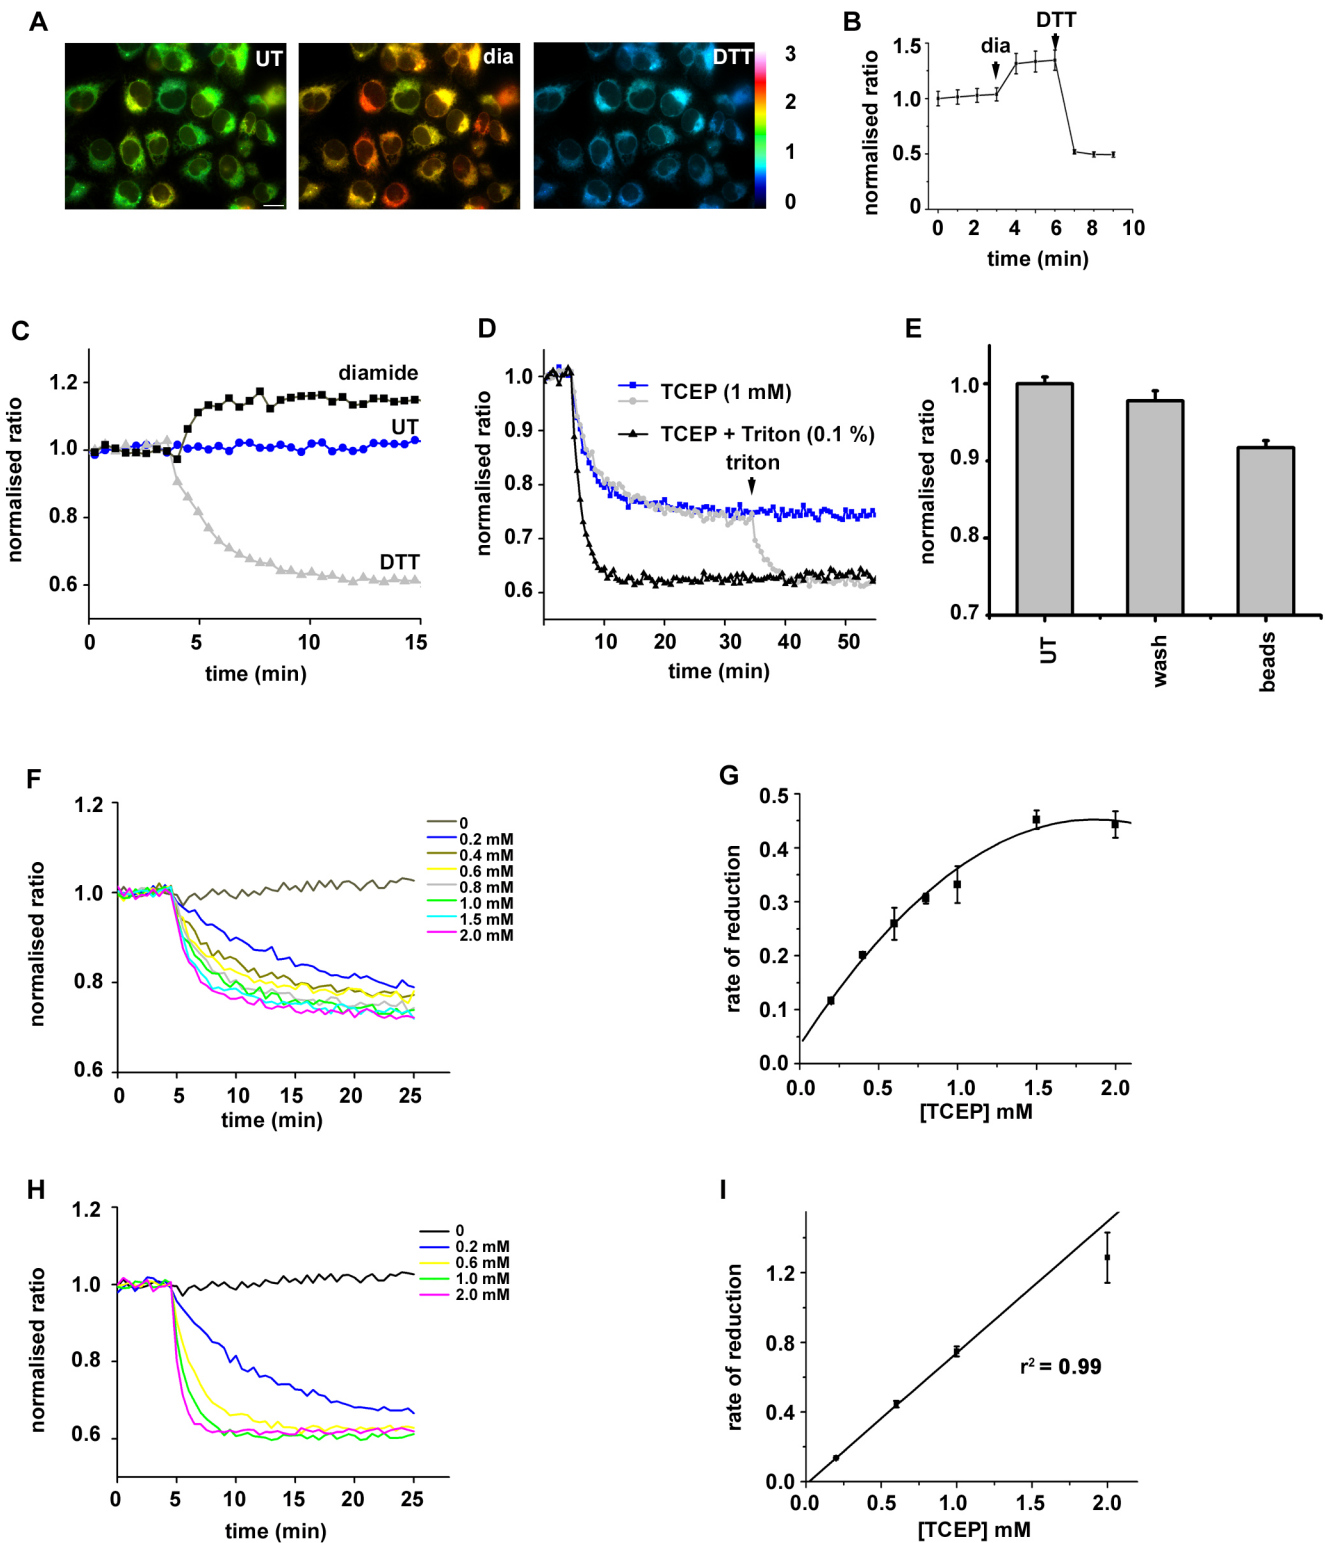 A
UT
dia
DTT
3
2
1
0
B
DTT
dia
1.5
1.0
0.5
0
normalised ratio
0 2 4 6 8 10
time (min)
C
1.2
1.0
0.8
0.6
normalised ratio
diamide
UT
DTT
0 5 10 15
time (min)
D
1.0
0.9
0.8
0.7
0.6
normalised ratio
TCEP (1 mM)
TCEP + Triton (0.1 %)
triton
10 20 30 40 50
time (min)
E
1.0
0.9
0.8
0.7
normalised ratio
UT
wash
beads
F
1.2
1.0
0.8
0.6
normalised ratio
0
0.2 mM
0.4 mM
0.6 mM
0.8 mM
1.0 mM
1.5 mM
2.0 mM
0 5 10 15 20 25
time (min)
G
0.5
0.4
0.3
0.2
0.1
0.0
rate of reduction
0.0 0.5 1.0 1.5 2.0
[TCEP] mM
H
1.2
1.0
0.8
0.6
normalised ratio
0
0.2 mM
0.6 mM
1.0 mM
2.0 mM
0 5 10 15 20 25
time (min)
I
1.2
0.8
0.4
0.0
rate of reduction
r² = 0.99
0.0 0.5 1.0 1.5 2.0
[TCEP] mM